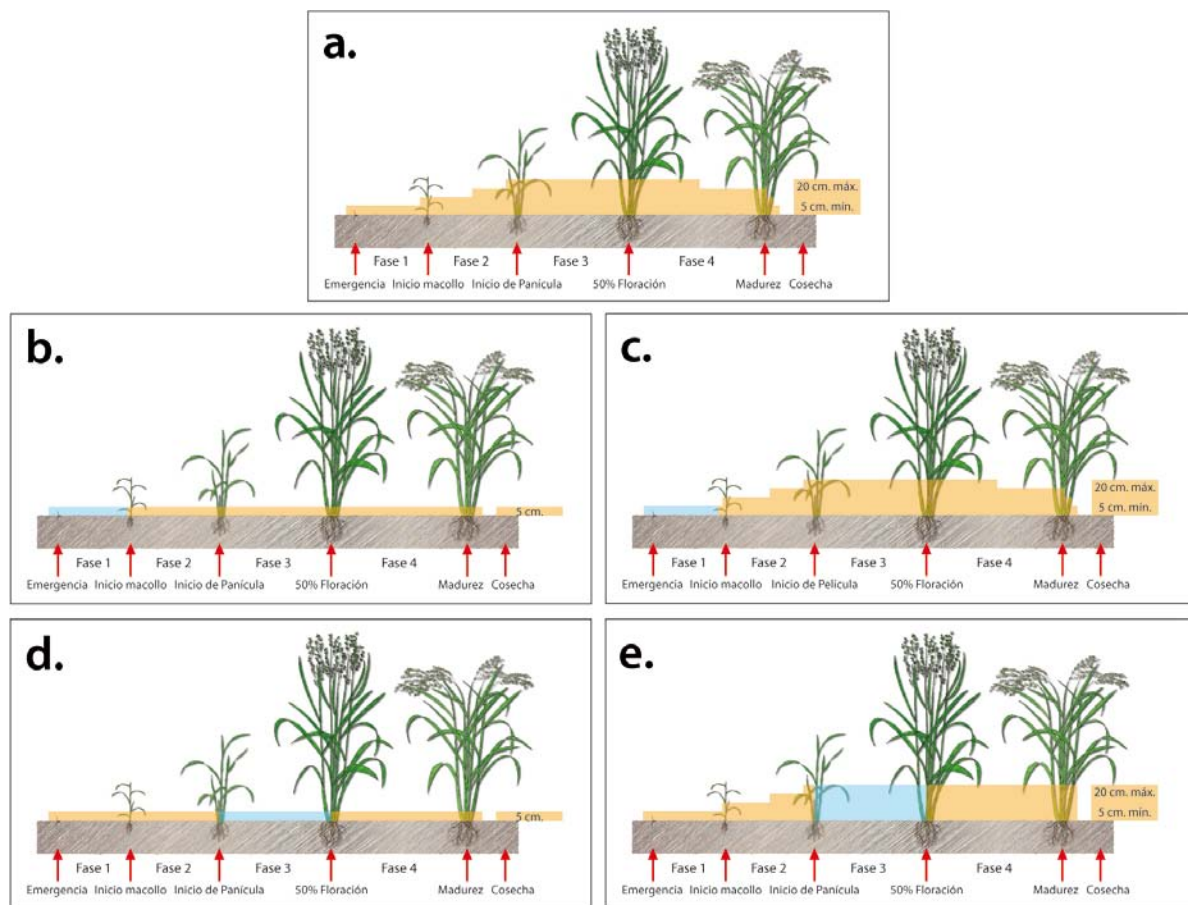 a.
20 cm. máx.
5 cm. mín.
Fase 1 Fase 2 Fase 3 Fase 4
Emergencia Inicio macollo Inicio de Panícula 50% Floración Madurez Cosecha
b.
5 cm.
Fase 1 Fase 2 Fase 3 Fase 4
Emergencia Inicio macollo Inicio de Panícula 50% Floración Madurez Cosecha
c.
20 cm. máx.
5 cm. mín.
Fase 1 Fase 2 Fase 3 Fase 4
Emergencia Inicio macollo Inicio de Película 50% Floración Madurez Cosecha
d.
5 cm.
Fase 1 Fase 2 Fase 3 Fase 4
Emergencia Inicio macollo Inicio de Panícula 50% Floración Madurez Cosecha
e.
20 cm. máx.
5 cm. mín.
Fase 1 Fase 2 Fase 3 Fase 4
Emergencia Inicio macollo Inicio de Panícula 50% Floración Madurez Cosecha